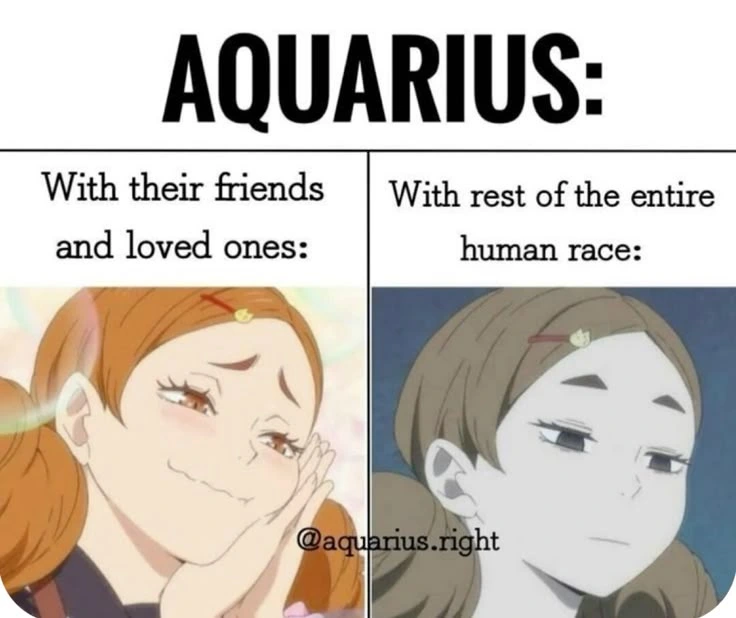 AQUARIUS:
With their friends
and loved ones:
With rest of the entire
human race:
@aquarius.right